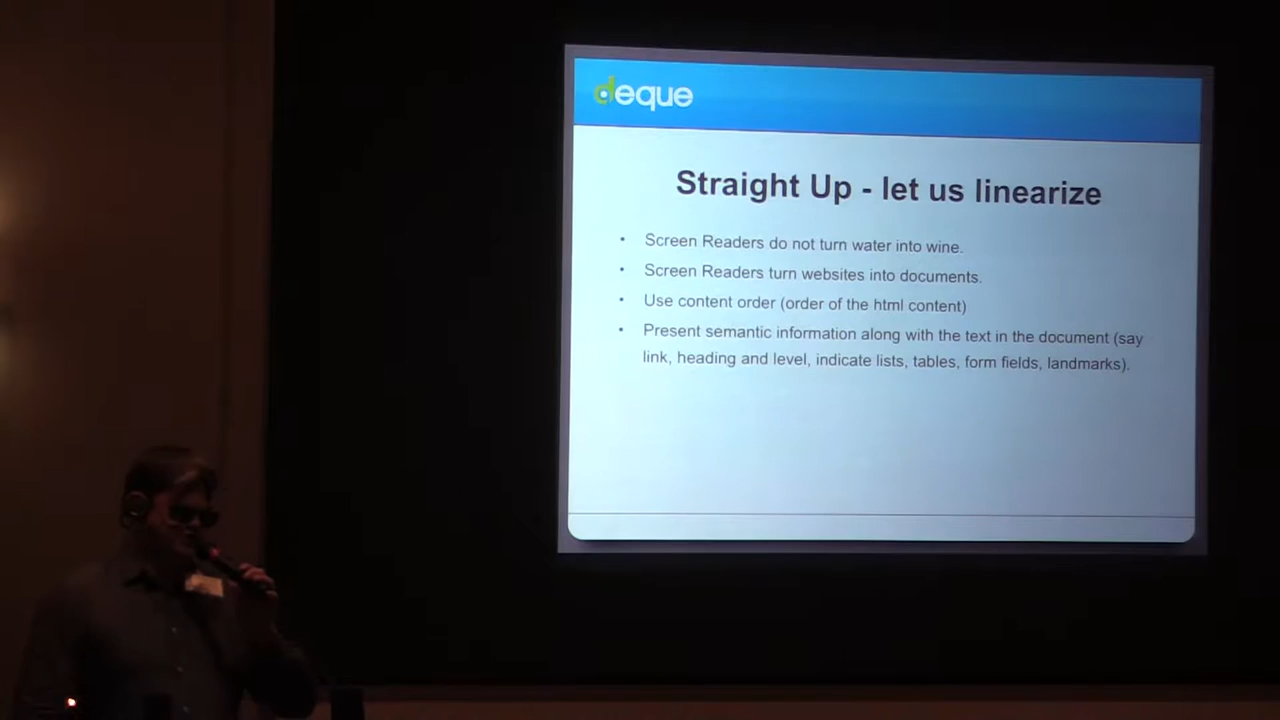 deque
Straight Up - let us linearize
• Screen Readers do not turn water into wine.
• Screen Readers turn websites into documents.
• Use content order (order of the html content)
• Present semantic information along with the text in the document (say
link, heading and level, indicate lists, tables, form fields, landmarks).